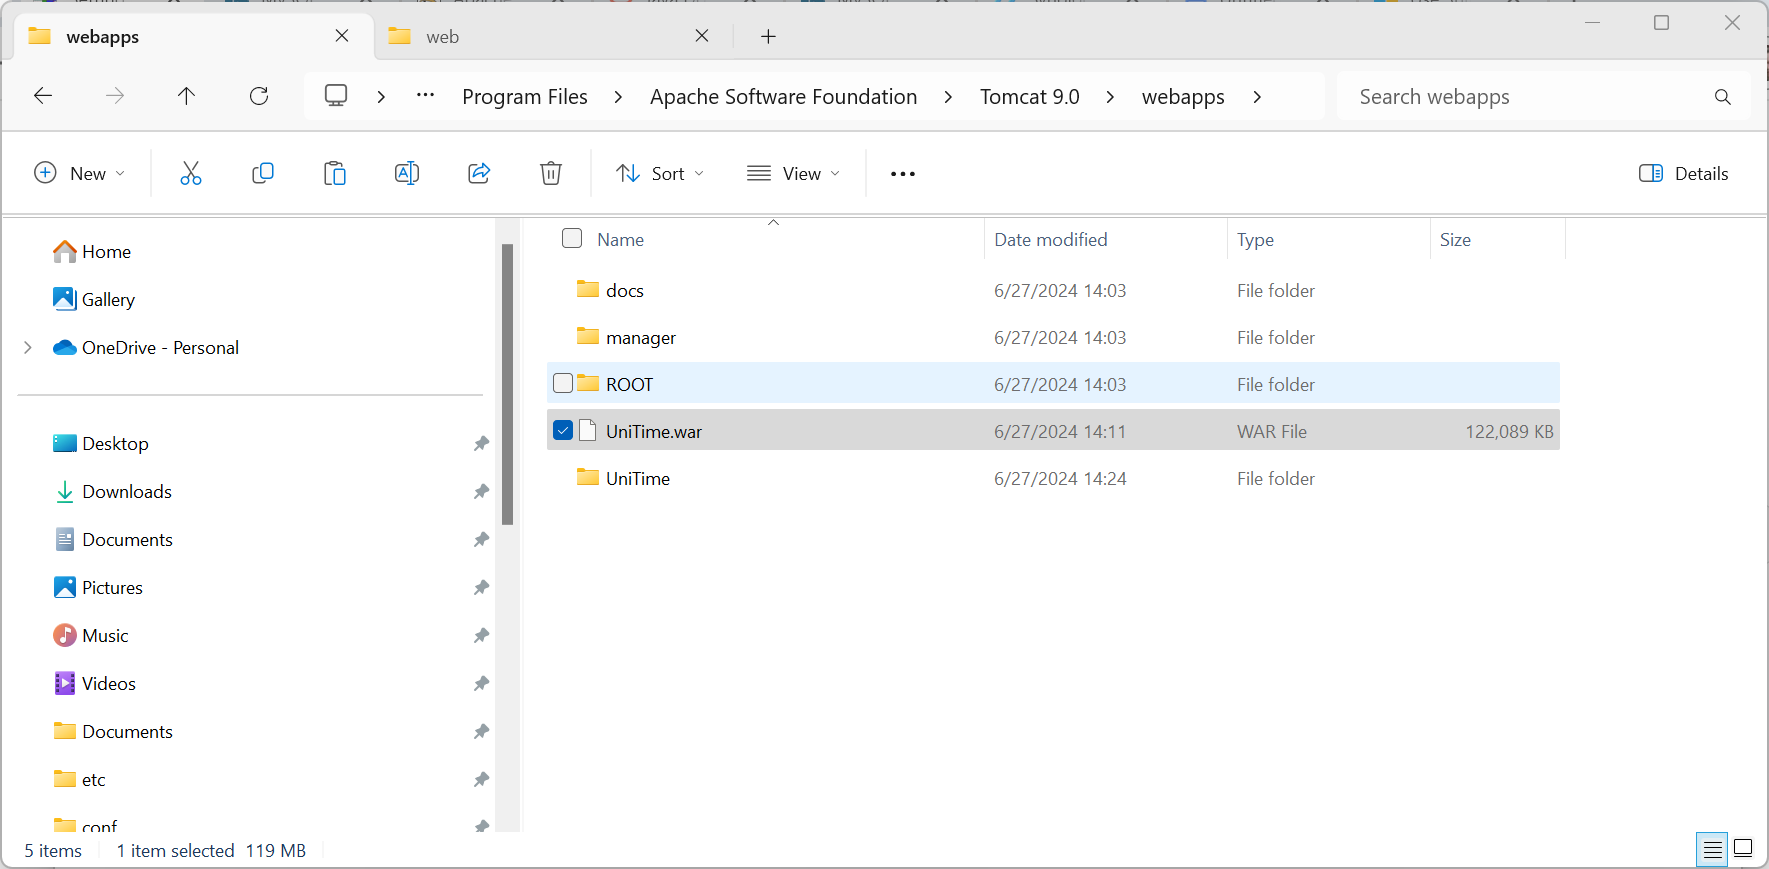 webapps
web
Program Files
Apache Software Foundation
Tomcat 9.0
webapps
Search webapps
New
Sort
View
Details
Home
Gallery
OneDrive - Personal
Desktop
Downloads
Documents
Pictures
Music
Videos
Documents
etc
conf
Name Date modified Type Size
docs 6/27/2024 14:03 File folder
manager 6/27/2024 14:03 File folder
ROOT 6/27/2024 14:03 File folder
UniTime.war 6/27/2024 14:11 WAR File 122,089 KB
UniTime 6/27/2024 14:24 File folder
5 items 1 item selected 119 MB